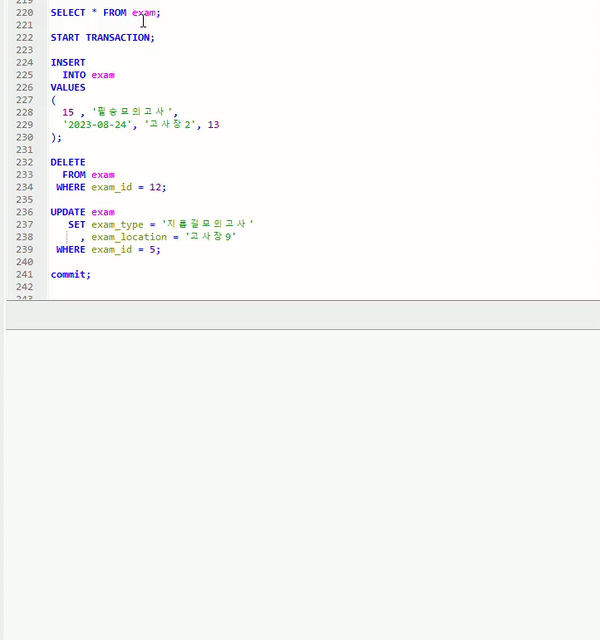 220 SELECT * FROM exam;
221
222 START TRANSACTION;
223
224 INSERT
225 INTO exam
226 VALUES
227 (
228 15 , '필승모의고사',
229 '2023-08-24', '고사장2', 13
230 );
231
232 DELETE
233 FROM exam
234 WHERE exam_id = 12;
235
236 UPDATE exam
237 SET exam_type = '지름길모의고사'
238 , exam_location = '고사장9'
239 WHERE exam_id = 5;
240
241 commit;
242